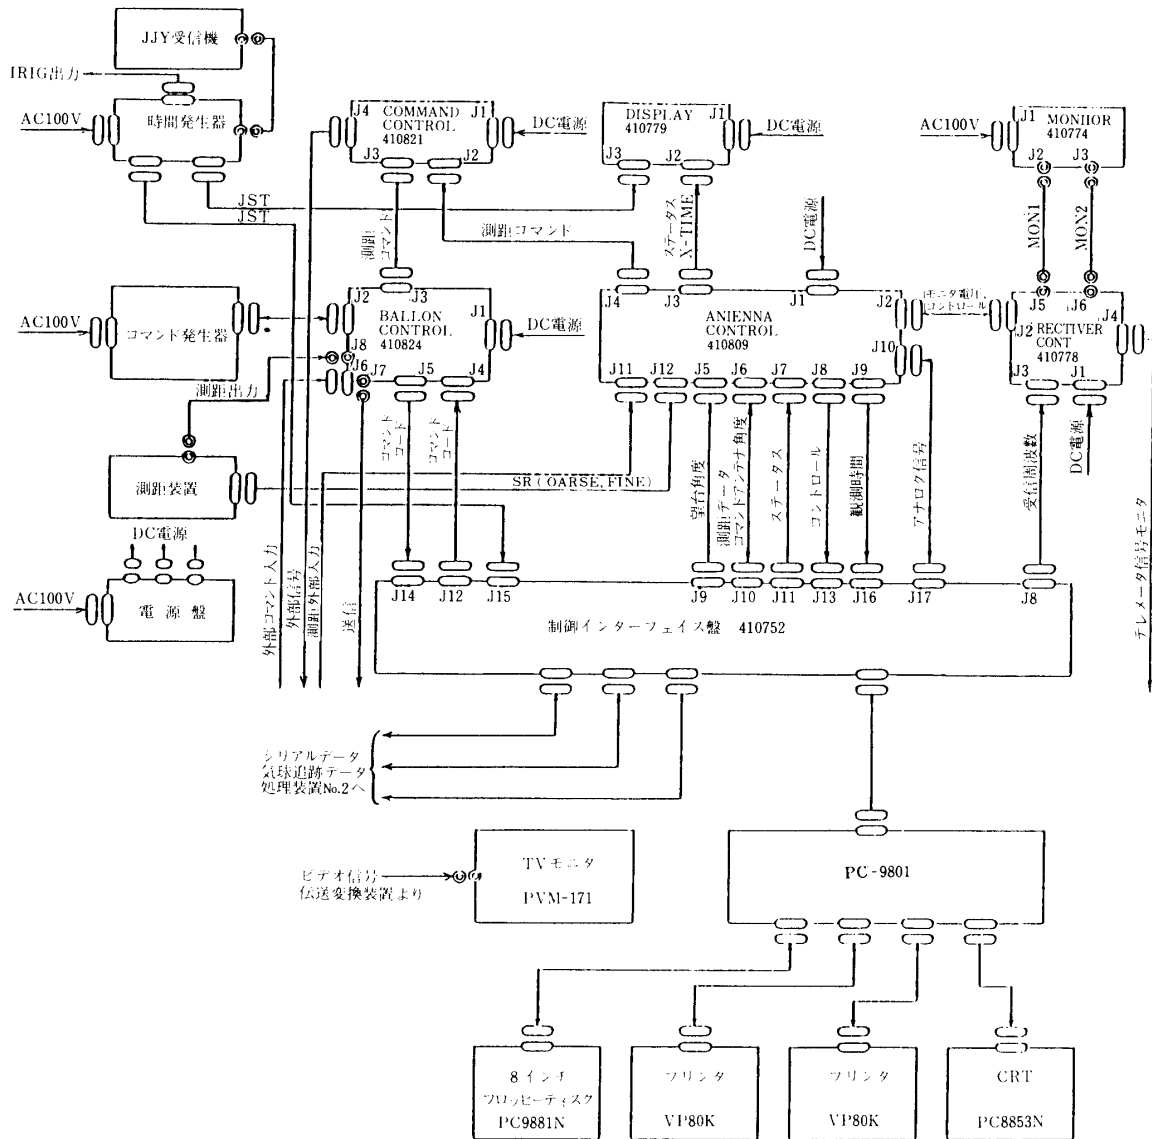 JJY受信機
IRIG出力
AC100V
時間発生器
J4
COMMAND
CONTROL
410821
J1
J3
J2
DC電源
DISPLAY
410779
J1
J3
J2
DC電源
AC100V
J1
MONIIOR
410774
J2
J3
JST
JST
測距
コマンド
測距コマンド
ステータス
X-TIME
DC電源
MON1
MON2
AC100V
コマンド発生器
J2
J3
J1
BALLON
CONTROL
410824
J8
J6
J7
J5
J4
DC電源
J4
J3
J1
J2
ANIENNA
CONTROL
410809
J10
J11
J12
J5
J6
J7
J8
J9
モニタ電圧
コントロール
J5
J6
J4
J2
RECTIVER
CONT
410778
J3
J1
測距出力
測距装置
SR(OARSE,FINE)
コマンド
コード
コマンド
コード
望台角度
測距データ
コマンドアンテナ角度
ステータス
コントロール
観測時間
アナログ信号
受信周波数
DC電源
DC電源
AC100V
電源盤
外部コマンド入力
外部信号
測距外部入力
送信
テレメータ信号モニタ
J14
J12
J15
J9
J10
J11
J13
J16
J17
J8
制御インターフェイス盤 410752
シリアルデータ
気球追跡データ
処理装置No.2へ
ビデオ信号
伝送変換装置より
TVモニタ
PVM-171
PC-9801
8インチ
フロッピーディスク
PC9881N
プリンタ
VP80K
プリンタ
VP80K
CRT
PC8853N